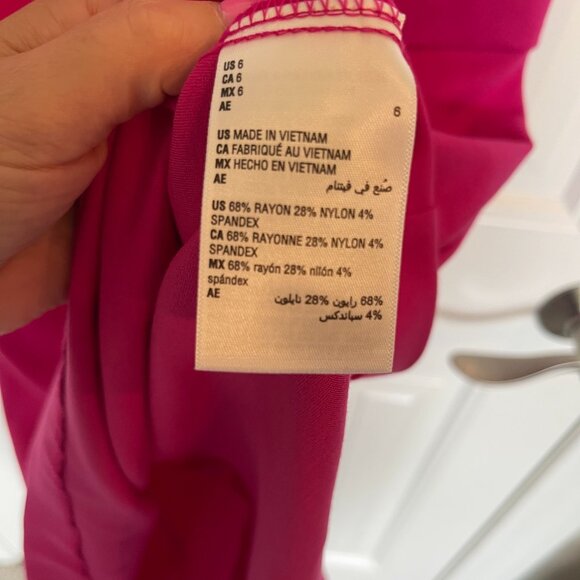 US 6
CA 6
MX 6
AE 6
US MADE IN VIETNAM
CA FABRIQUÉ AU VIETNAM
MX HECHO EN VIETNAM
AE صُنع في فيتنام
US 68% RAYON 28% NYLON 4%
SPANDEX
CA 68% RAYONNE 28% NYLON 4%
SPANDEX
MX 68% rayón 28% nilón 4%
spándex
AE 68% رايون 28% نايلون
4% سباندكس